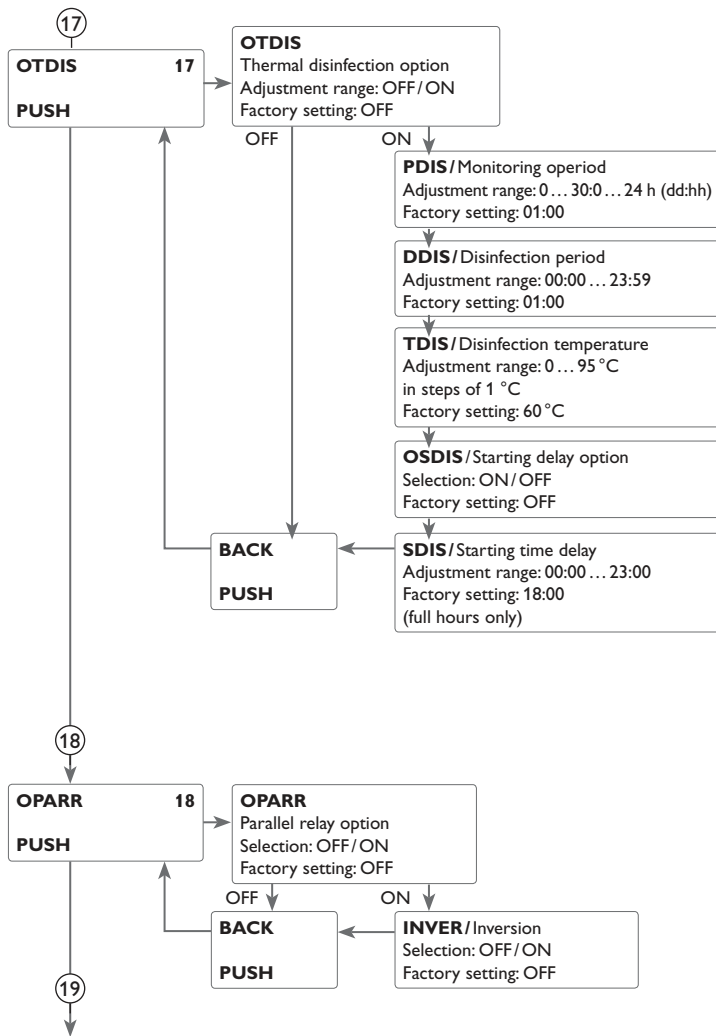 17
OTDIS 17
PUSH
OTDIS
Thermal disinfection option
Adjustment range: OFF/ON
Factory setting: OFF
OFF
ON
PDIS/Monitoring operiod
Adjustment range: 0 … 30:0 … 24 h (dd:hh)
Factory setting: 01:00
DDIS/Disinfection period
Adjustment range: 00:00 … 23:59
Factory setting: 01:00
TDIS/Disinfection temperature
Adjustment range: 0 … 95 °C
in steps of 1 °C
Factory setting: 60 °C
OSDIS/Starting delay option
Selection: ON/OFF
Factory setting: OFF
SDIS/Starting time delay
Adjustment range: 00:00 … 23:00
Factory setting: 18:00
(full hours only)
BACK
PUSH
18
OPARR 18
PUSH
OPARR
Parallel relay option
Selection: OFF/ON
Factory setting: OFF
OFF
ON
BACK
PUSH
INVER/Inversion
Selection: OFF/ON
Factory setting: OFF
19